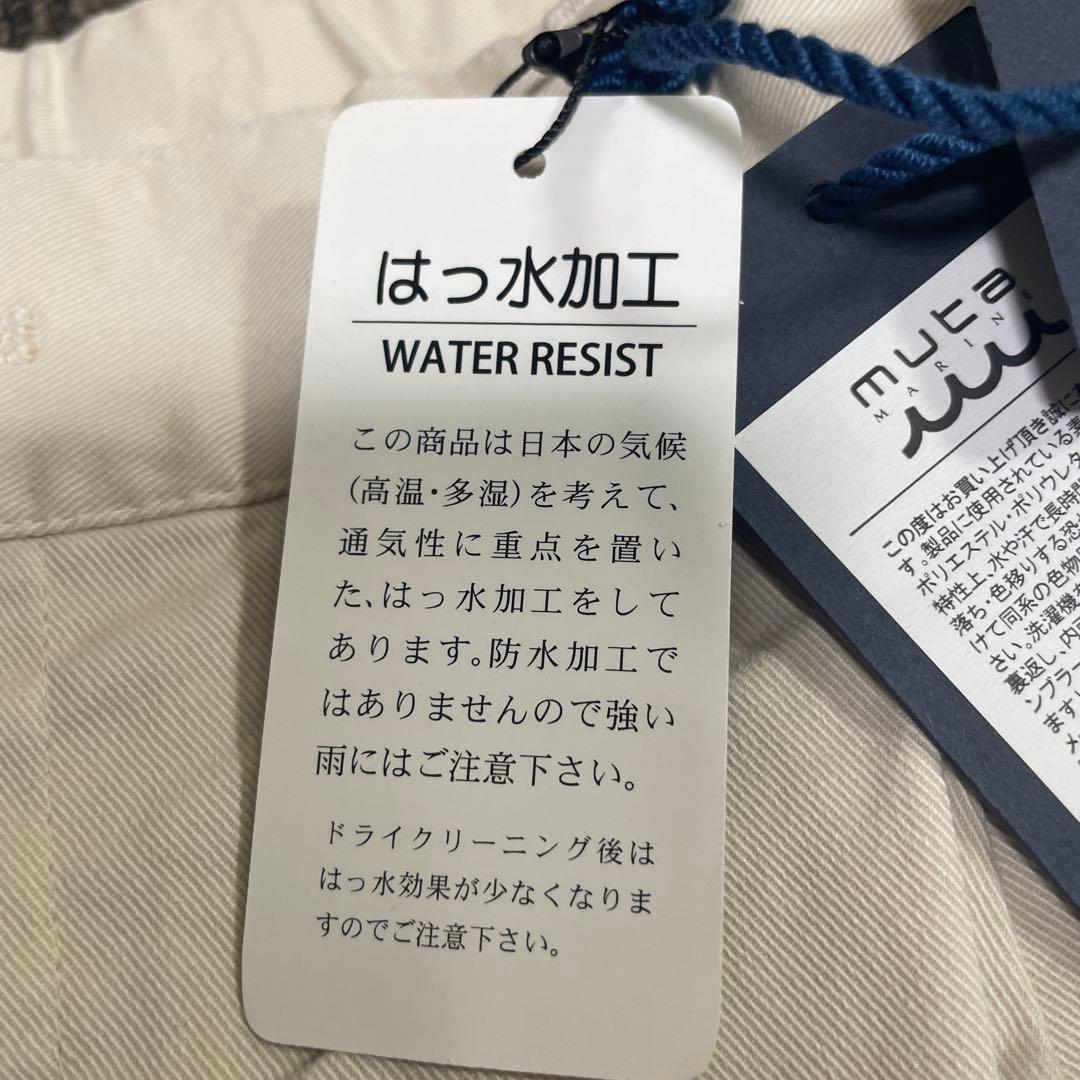 はっ水加工
WATER RESIST
この商品は日本の気候
(高温・多湿)を考えて、
通気性に重点を置い
た、はっ水加工をして
あります。防水加工で
はありませんので強い
雨にはご注意下さい。
ドライクリーニング後は
はっ水効果が少なくなりま
すのでご注意下さい。
muta
MARINE
この度はお買い上げ頂き誠に
す。製品に使用されている素
ポリエステル・ポリウレタ
特性上、水や汗で長時間
落ち・色移りする恐
けて同系の色物
さい。洗濯機
裏返し、内
ンブラー
ます